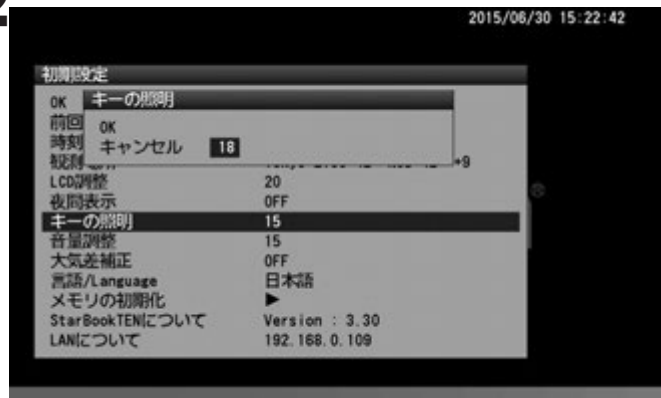 2015/06/30 15:22:42
初期設定
キーの照明
OK
前回
OK
時刻
キャンセル 18
+9
LCD調整 20
夜間表示 OFF
キーの照明 15
音量調整 15
大気差補正 OFF
言語/Language 日本語
メモリの初期化 ▶
StarBookTENについて Version : 3.30
LANについて 192.168.0.109
®